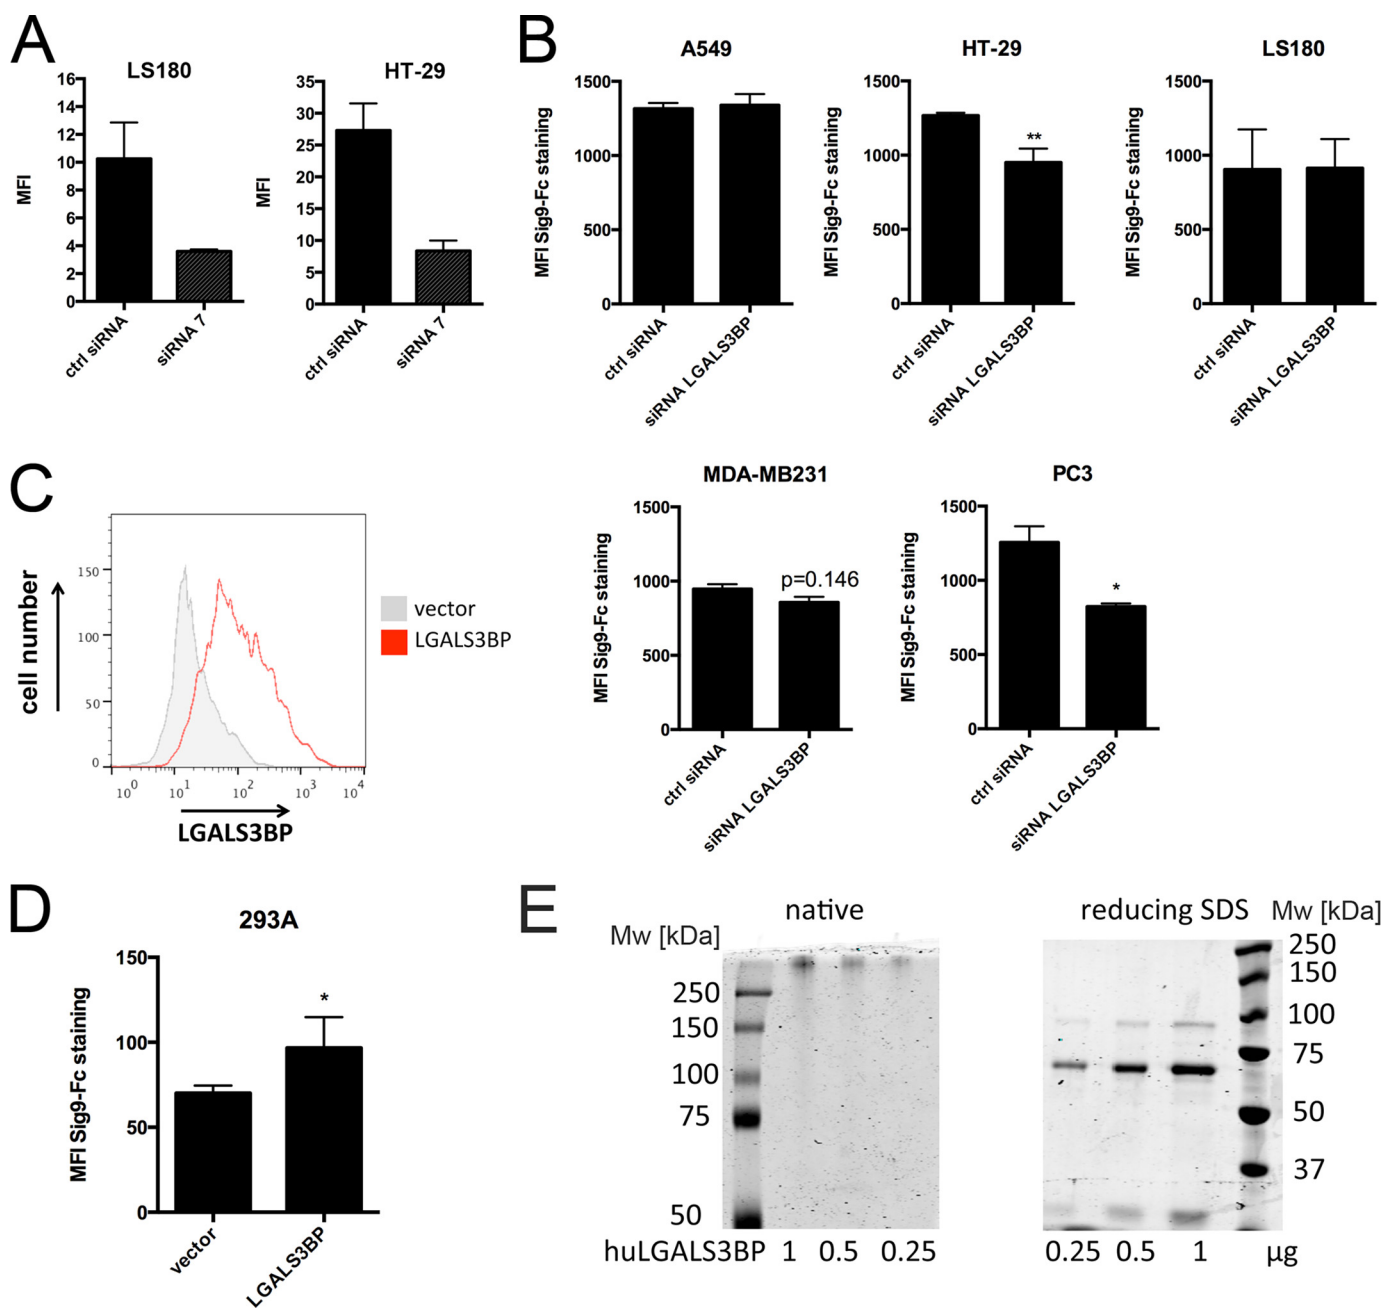 A
LS180
MFI
16
14
12
10
8
6
4
2
0
ctrl siRNA
siRNA 7
HT-29
MFI
35
30
25
20
15
10
5
0
ctrl siRNA
siRNA 7
B
A549
MFI Sig9-Fc staining
1500
1000
500
0
ctrl siRNA
siRNA LGALS3BP
HT-29
MFI Sig9-Fc staining
1500
1000
500
0
**
ctrl siRNA
siRNA LGALS3BP
LS180
MFI Sig9-Fc staining
1500
1000
500
0
ctrl siRNA
siRNA LGALS3BP
MDA-MB231
MFI Sig9-Fc staining
1500
1000
500
0
p=0.146
ctrl siRNA
siRNA LGALS3BP
PC3
MFI Sig9-Fc staining
1500
1000
500
0
*
ctrl siRNA
siRNA LGALS3BP
C
cell number
150
100
50
0
10^0
10^1
10^2
10^3
10^4
LGALS3BP
vector
LGALS3BP
D
293A
MFI Sig9-Fc staining
150
100
50
0
*
vector
LGALS3BP
E
native
Mw [kDa]
250
150
100
75
50
huLGALS3BP 1 0.5 0.25
reducing SDS
Mw [kDa]
250
150
100
75
50
37
0.25 0.5 1 µg